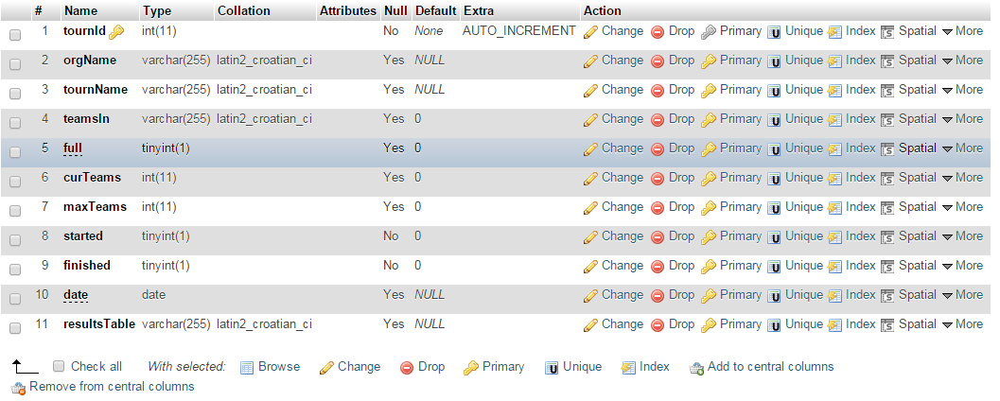 # Name Type Collation Attributes Null Default Extra Action
1 tournId int(11) No None AUTO_INCREMENT Change Drop Primary Unique Index Spatial More
2 orgName varchar(255) latin2_croatian_ci Yes NULL Change Drop Primary Unique Index Spatial More
3 tournName varchar(255) latin2_croatian_ci Yes NULL Change Drop Primary Unique Index Spatial More
4 teamsIn varchar(255) latin2_croatian_ci Yes 0 Change Drop Primary Unique Index Spatial More
5 full tinyint(1) Yes 0 Change Drop Primary Unique Index Spatial More
6 curTeams int(11) Yes 0 Change Drop Primary Unique Index Spatial More
7 maxTeams int(11) Yes 0 Change Drop Primary Unique Index Spatial More
8 started tinyint(1) No 0 Change Drop Primary Unique Index Spatial More
9 finished tinyint(1) No 0 Change Drop Primary Unique Index Spatial More
10 date date Yes NULL Change Drop Primary Unique Index Spatial More
11 resultsTable varchar(255) latin2_croatian_ci Yes NULL Change Drop Primary Unique Index Spatial More
Check all With selected: Browse Change Drop Primary Unique Index Add to central columns
Remove from central columns